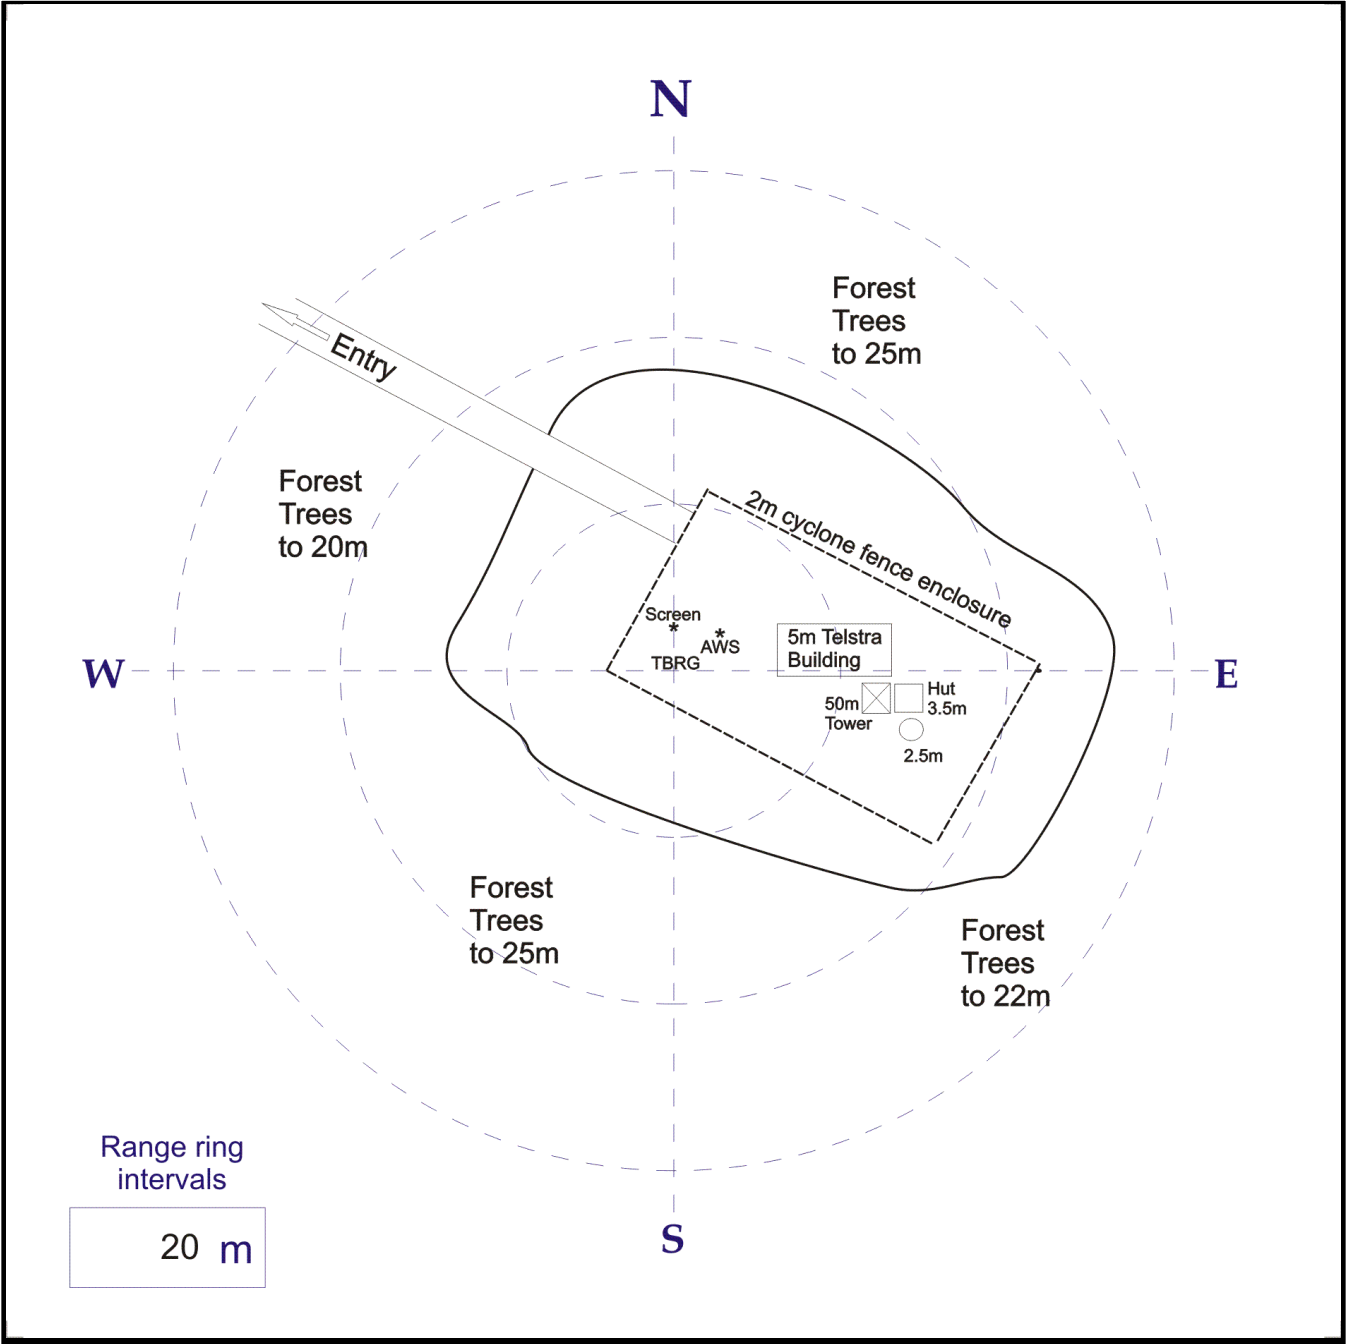 N
Forest
Trees
to 25m
Entry
Forest
Trees
to 20m
2m cyclone fence enclosure
Screen
*
*
AWS
TBRG
5m Telstra
Building
W
E
50m
Tower
Hut
3.5m
2.5m
Forest
Trees
to 25m
Forest
Trees
to 22m
Range ring
intervals
20 m
S